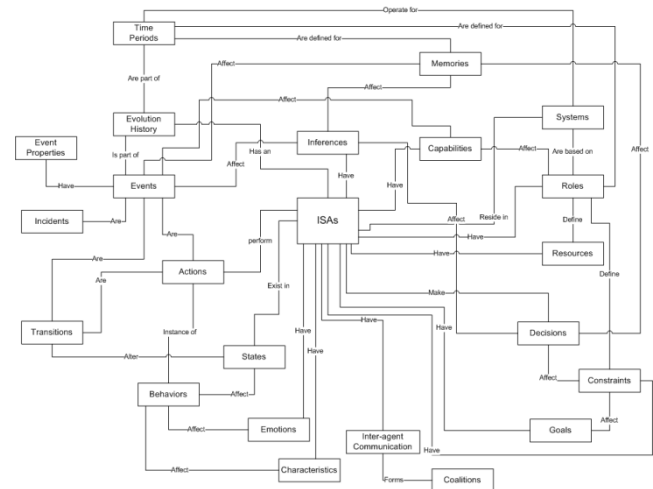 Operate for
Time
Periods
Are defined for
Are defined for
Affect
Memories
Are part of
Affect
Evolution
History
Systems
Event
Properties
Is part of
Has an
Inferences
Capabilities
Affect
Are based on
Affect
Have
Events
Affect
Have
Have
Roles
Incidents
Are
ISAs
Affect
Reside in
Have
Define
Are
perform
Have
Resources
Are
Actions
Are
Exist in
Make
Define
Transitions
Instance of
Have
Have
Have
Decisions
Alter
States
Affect
Constraints
Behaviors
Affect
Have
Affect
Affect
Emotions
Goals
Inter-agent
Communication
Have
Affect
Characteristics
Forms
Coalitions